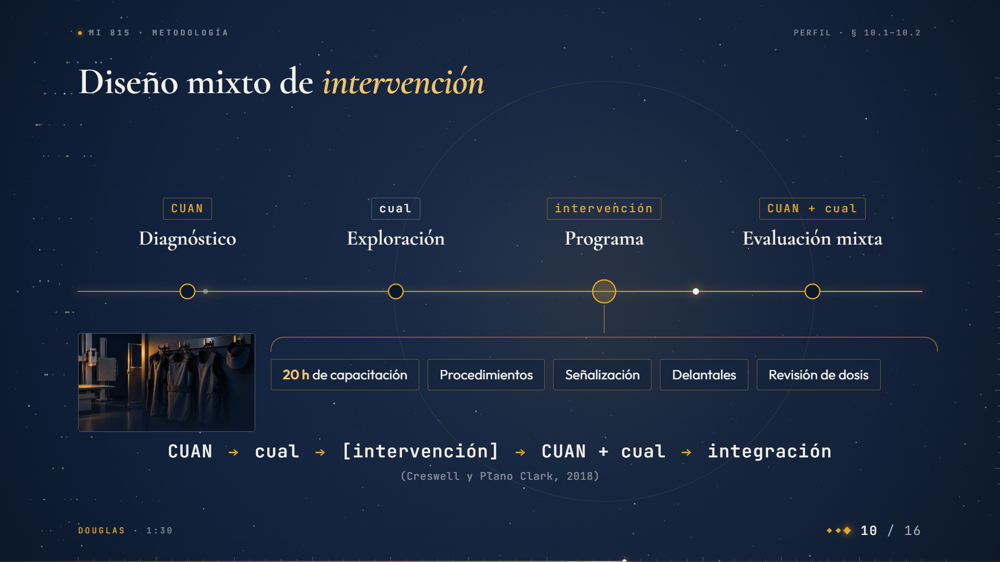 MI 815 · METODOLOGÍA
PERFIL · § 10.1–10.2
Diseño mixto de intervención
CUAN
cual
intervención
CUAN + cual
Diagnóstico
Exploración
Programa
Evaluación mixta
20 h de capacitación
Procedimientos
Señalización
Delantales
Revisión de dosis
CUAN → cual → [intervención] → CUAN + cual → integración
(Creswell y Plano Clark, 2018)
DOUGLAS · 1:30
10 / 16